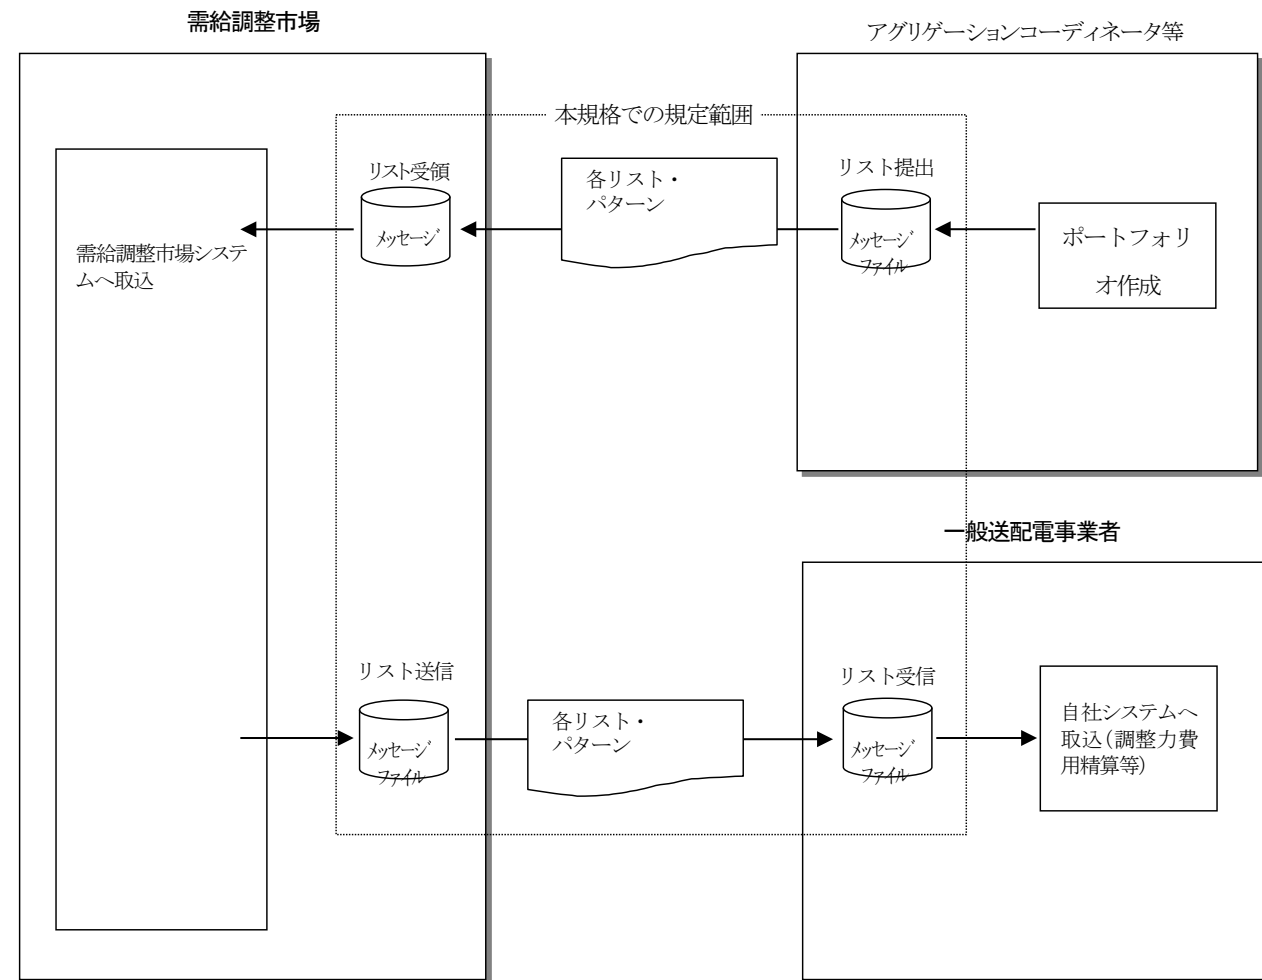 需給調整市場
アグリゲーションコーディネータ等
本規格での規定範囲
リスト受領
メッセージ
各リスト・
パターン
リスト提出
メッセージ
ファイル
ポートフォリ
オ作成
需給調整市場システ
ムへ取込
一般送配電事業者
リスト送信
メッセージ
ファイル
各リスト・
パターン
リスト受信
メッセージ
ファイル
自社システムへ
取込(調整力費
用精算等)